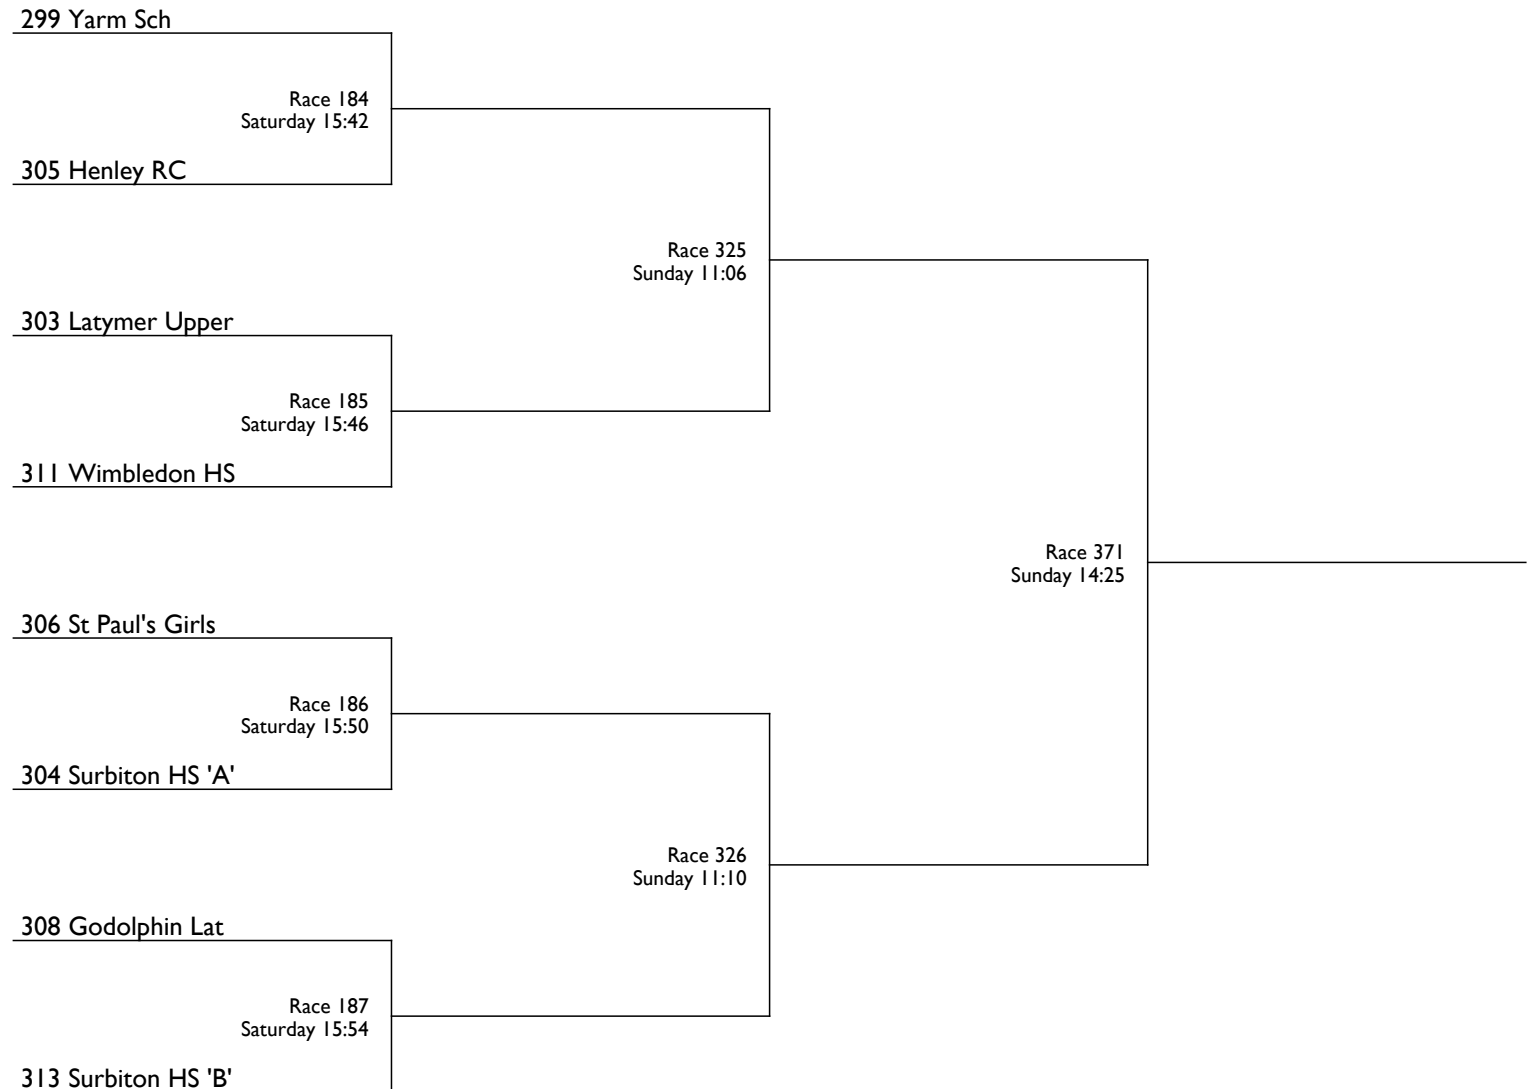 299 Yarm Sch
Race 184
Saturday 15:42
305 Henley RC
Race 325
Sunday 11:06
303 Latymer Upper
Race 185
Saturday 15:46
311 Wimbledon HS
Race 371
Sunday 14:25
306 St Paul's Girls
Race 186
Saturday 15:50
304 Surbiton HS 'A'
Race 326
Sunday 11:10
308 Godolphin Lat
Race 187
Saturday 15:54
313 Surbiton HS 'B'